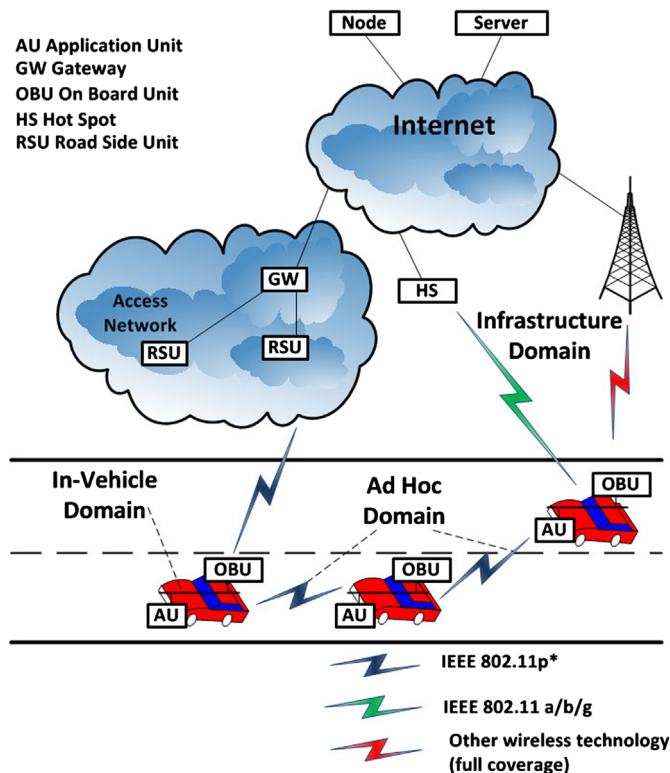 Node
Server
AU Application Unit
GW Gateway
OBU On Board Unit
HS Hot Spot
RSU Road Side Unit
Internet
GW
HS
Access
Network
RSU
RSU
Infrastructure
Domain
In-Vehicle
Domain
Ad Hoc
Domain
OBU
AU
OBU
AU
OBU
AU
IEEE 802.11p*
IEEE 802.11 a/b/g
Other wireless technology
(full coverage)